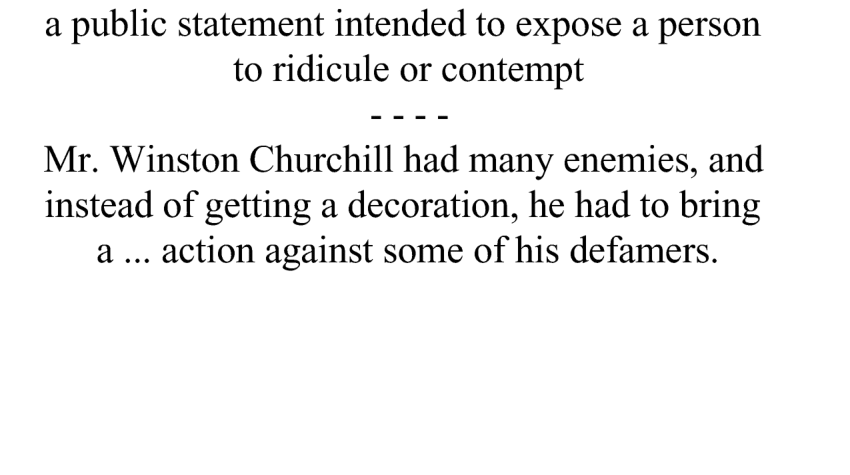 a public statement intended to expose a person
to ridicule or contempt
- - - -
Mr. Winston Churchill had many enemies, and
instead of getting a decoration, he had to bring
a ... action against some of his defamers.